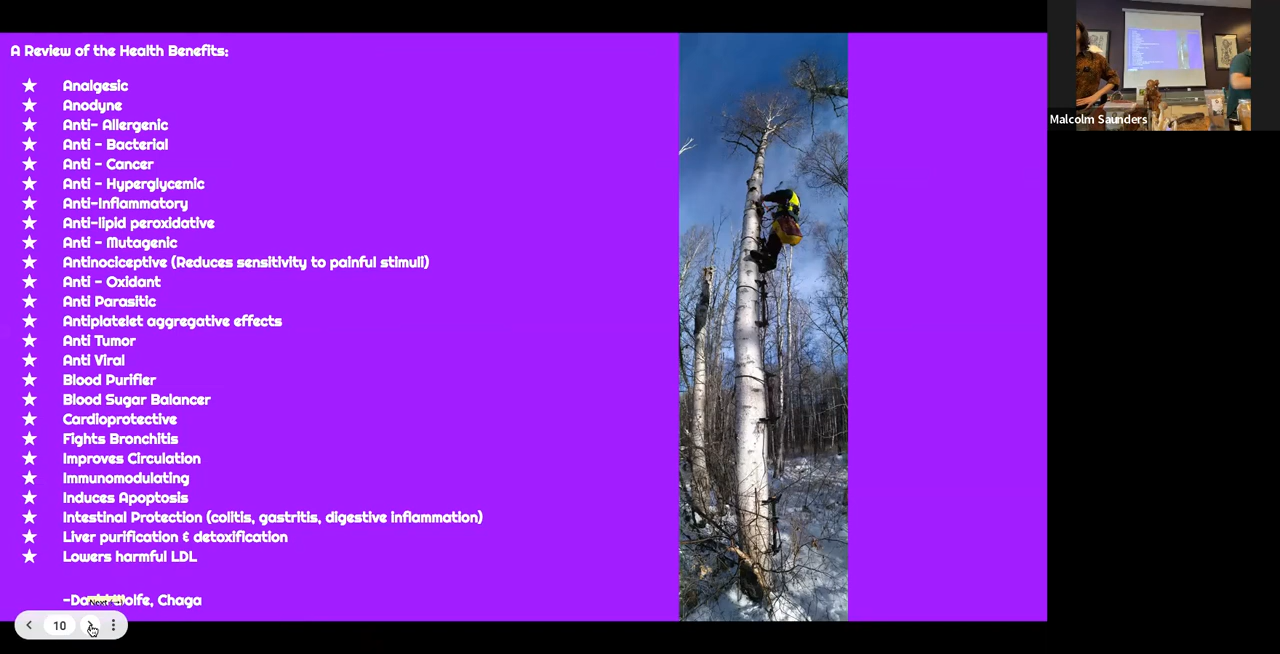 A Review of the Health Benefits:
★ Analgesic
★ Anodyne
★ Anti- Allergenic
★ Anti - Bacterial
★ Anti - Cancer
★ Anti - Hyperglycemic
★ Anti-Inflammatory
★ Anti-lipid peroxidative
★ Anti - Mutagenic
★ Antinociceptive (Reduces sensitivity to painful stimuli)
★ Anti - Oxidant
★ Anti Parasitic
★ Antiplatelet aggregative effects
★ Anti Tumor
★ Anti Viral
★ Blood Purifier
★ Blood Sugar Balancer
★ Cardioprotective
★ Fights Bronchitis
★ Improves Circulation
★ Immunomodulating
★ Induces Apoptosis
★ Intestinal Protection (colitis, gastritis, digestive inflammation)
★ Liver purification & detoxification
★ Lowers harmful LDL
Chaga
10
Malcolm Saunders